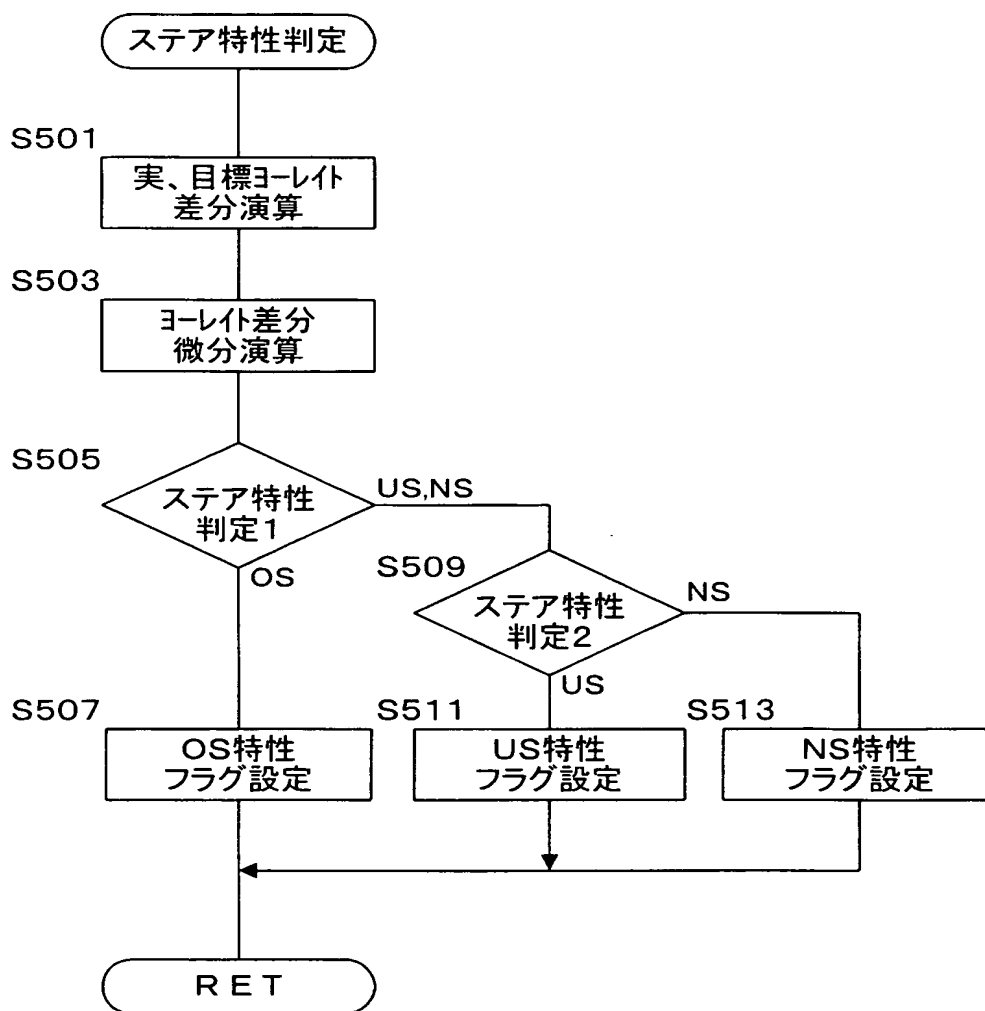 ステア特性判定
S501
実、目標ﾖｰﾚｲﾄ
差分演算
S503
ﾖｰﾚｲﾄ差分
微分演算
S505
ステア特性
判定1
US,NS
OS
S509
ステア特性
判定2
NS
US
S507
OS特性
フラグ設定
S511
US特性
フラグ設定
S513
NS特性
フラグ設定
RET